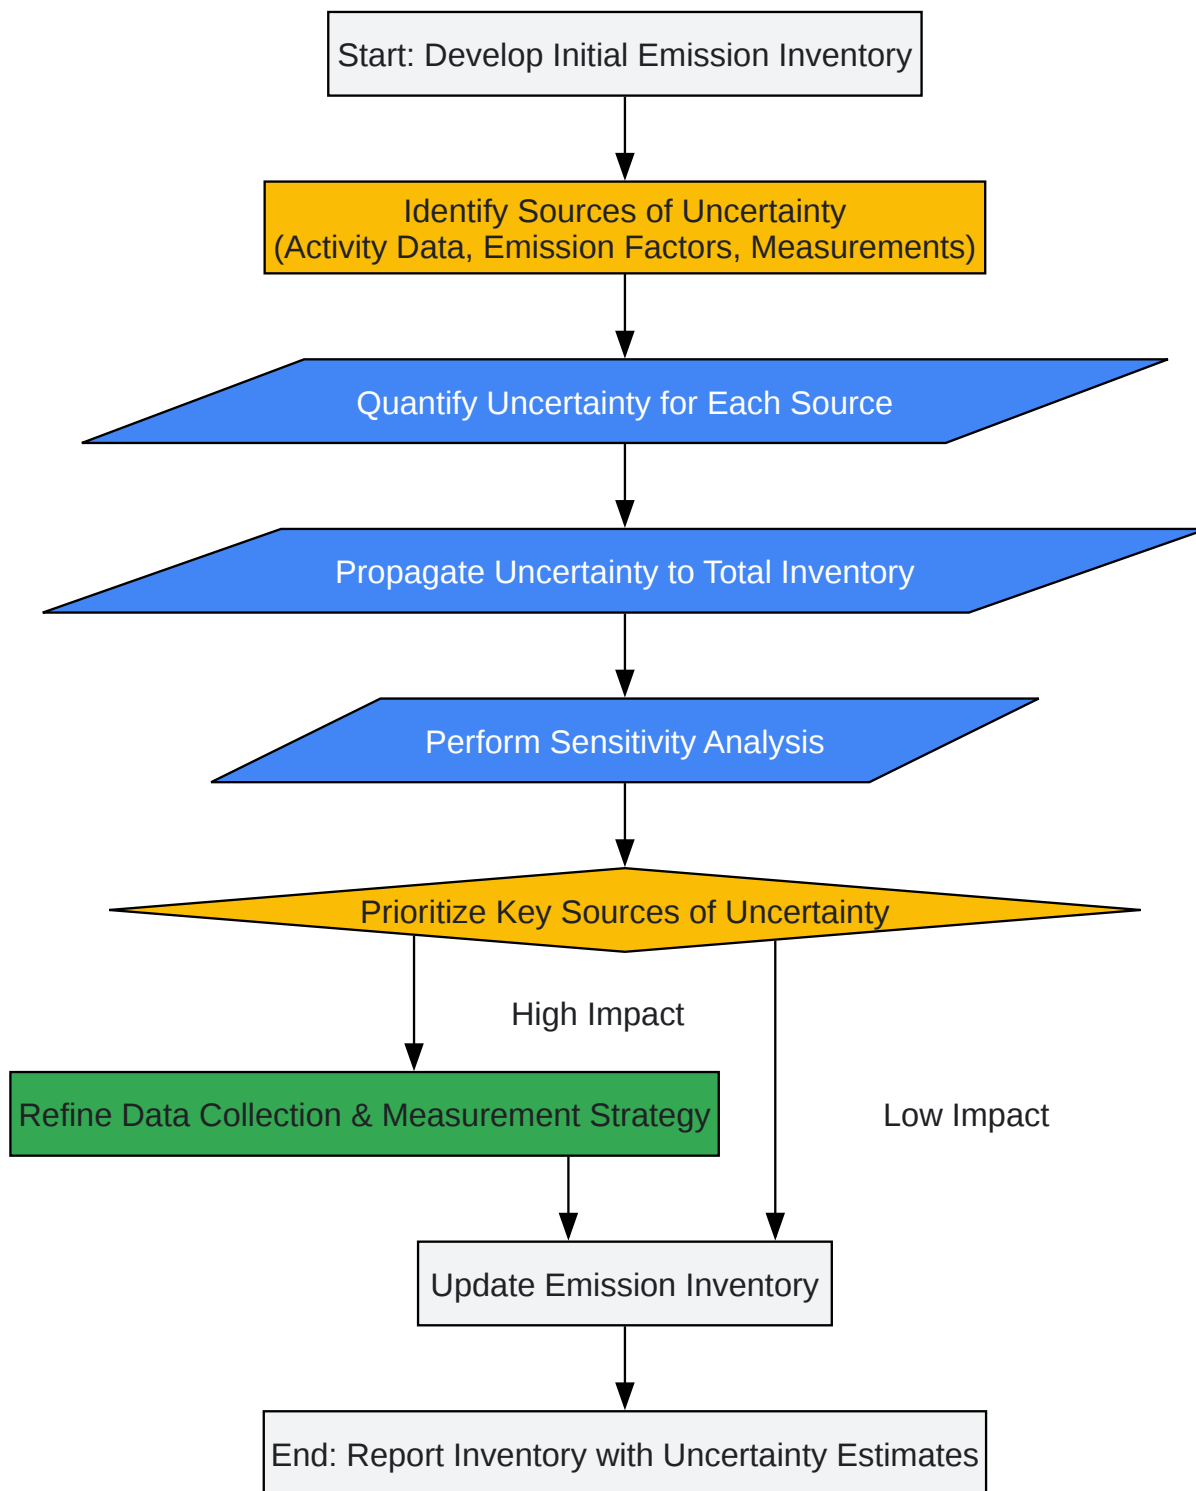 Start: Develop Initial Emission Inventory
Identify Sources of Uncertainty
(Activity Data, Emission Factors, Measurements)
Quantify Uncertainty for Each Source
Propagate Uncertainty to Total Inventory
Perform Sensitivity Analysis
Prioritize Key Sources of Uncertainty
High Impact
Refine Data Collection & Measurement Strategy
Low Impact
Update Emission Inventory
End: Report Inventory with Uncertainty Estimates